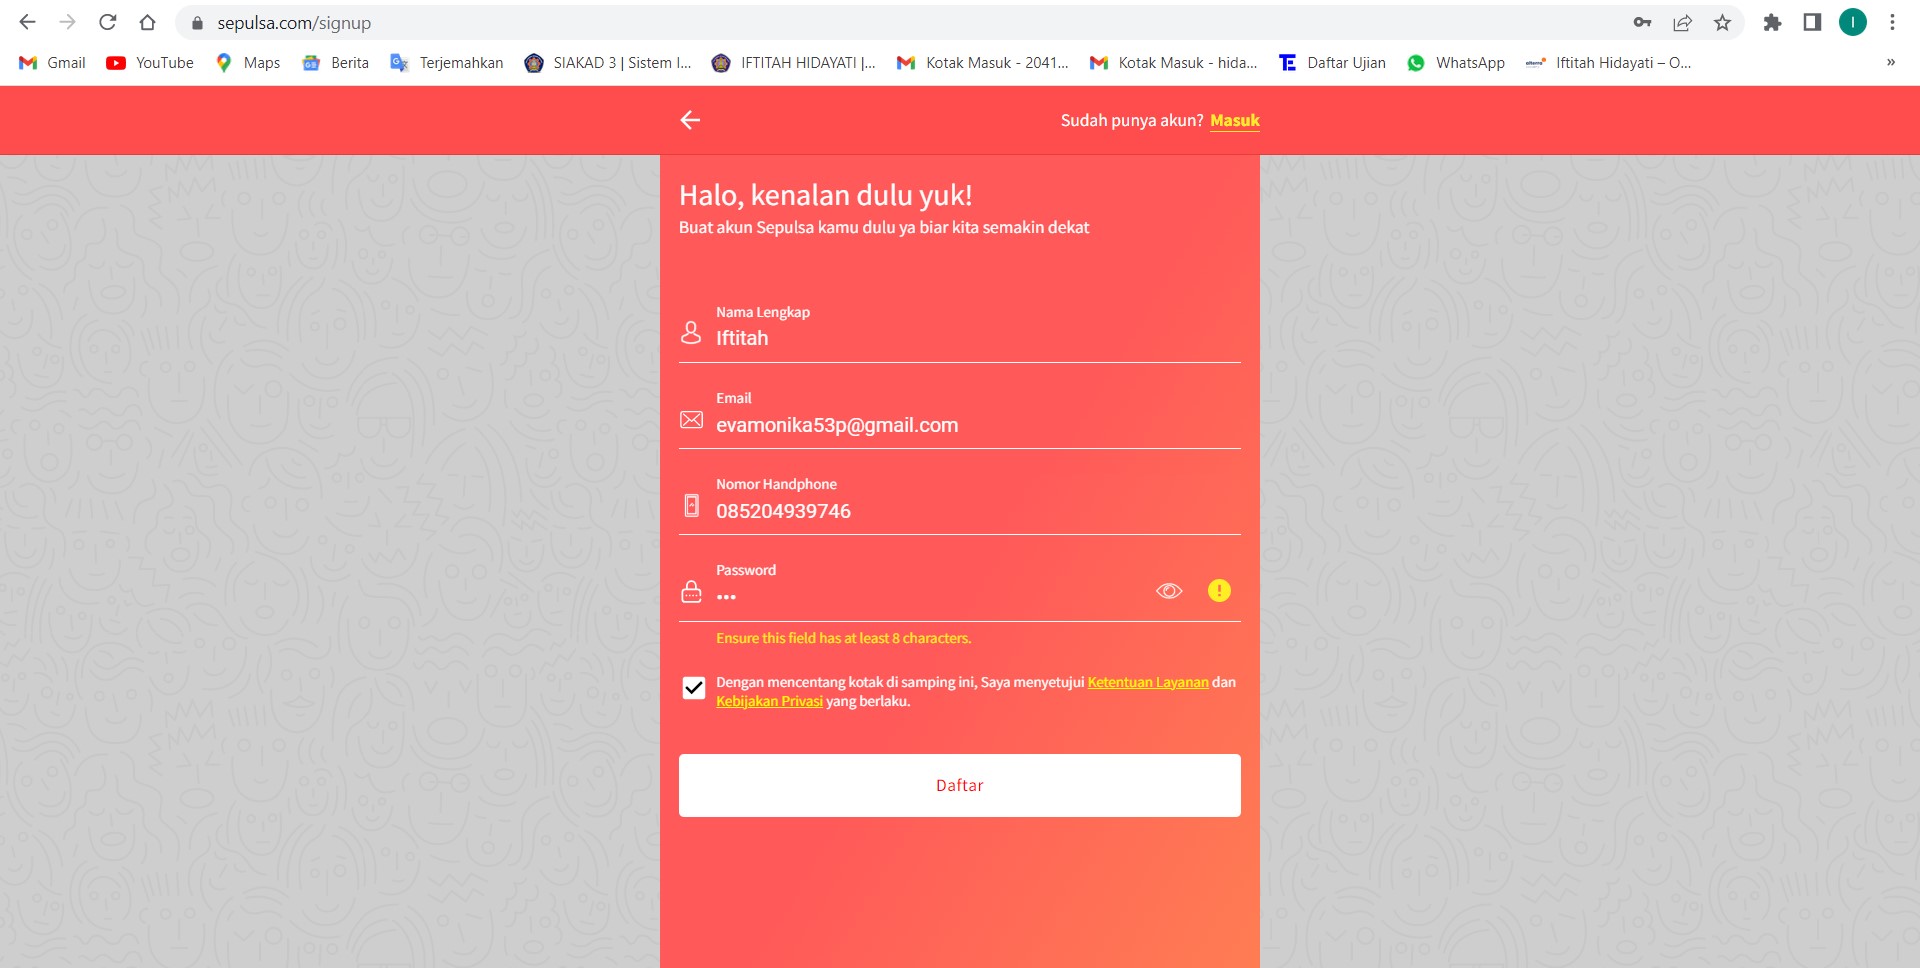 sepulsa.com/signup
I
Gmail
YouTube
Maps
Berita
Terjemahkan
SIAKAD 3 | Sistem I...
IFTITAH HIDAYATI |...
Kotak Masuk - 2041...
Kotak Masuk - hida...
Daftar Ujian
WhatsApp
Iftitah Hidayati – O...
»
Sudah punya akun? Masuk
Halo, kenalan dulu yuk!
Buat akun Sepulsa kamu dulu ya biar kita semakin dekat
Nama Lengkap
Iftitah
Email
evamonika53p@gmail.com
Nomor Handphone
085204939746
Password
•••
Ensure this field has at least 8 characters.
Dengan mencentang kotak di samping ini, Saya menyetujui Ketentuan Layanan dan
Kebijakan Privasi yang berlaku.
Daftar